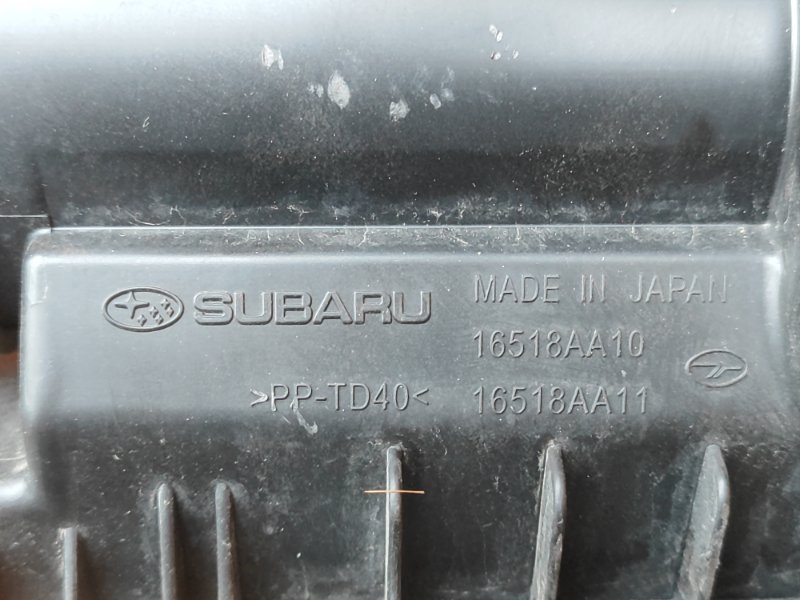 SUBARU
MADE IN JAPAN
16518AA10
>PP-TD40<
16518AA11